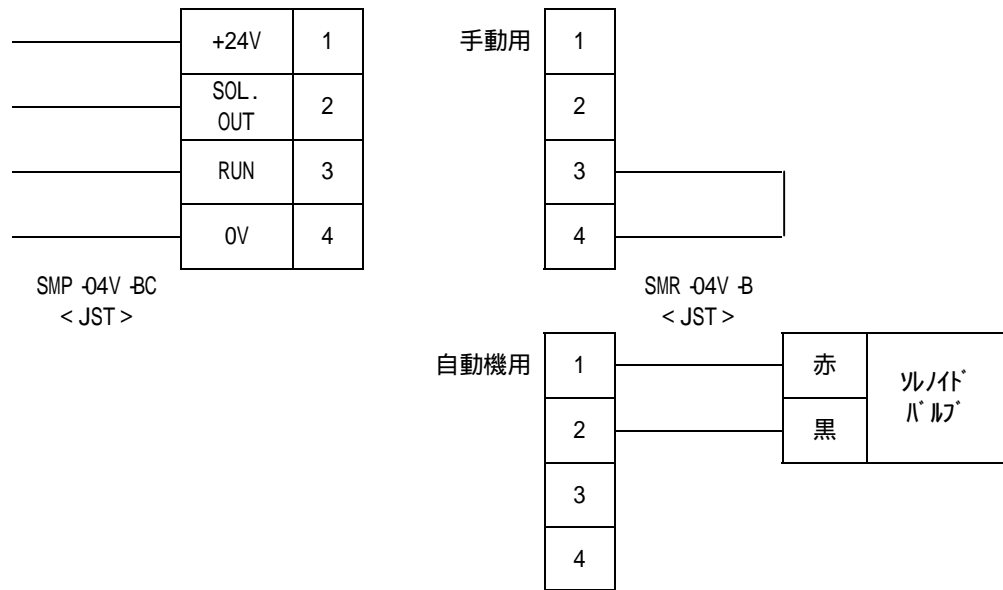 +24V 1
SOL.
OUT 2
RUN 3
0V 4
SMP-04V-BC
<JST>
手動用 1
2
3
4
SMR-04V-B
<JST>
自動機用 1
2
3
4
赤
黒
ｿﾚﾉｲﾄﾞ
ﾊﾞﾙﾌﾞ